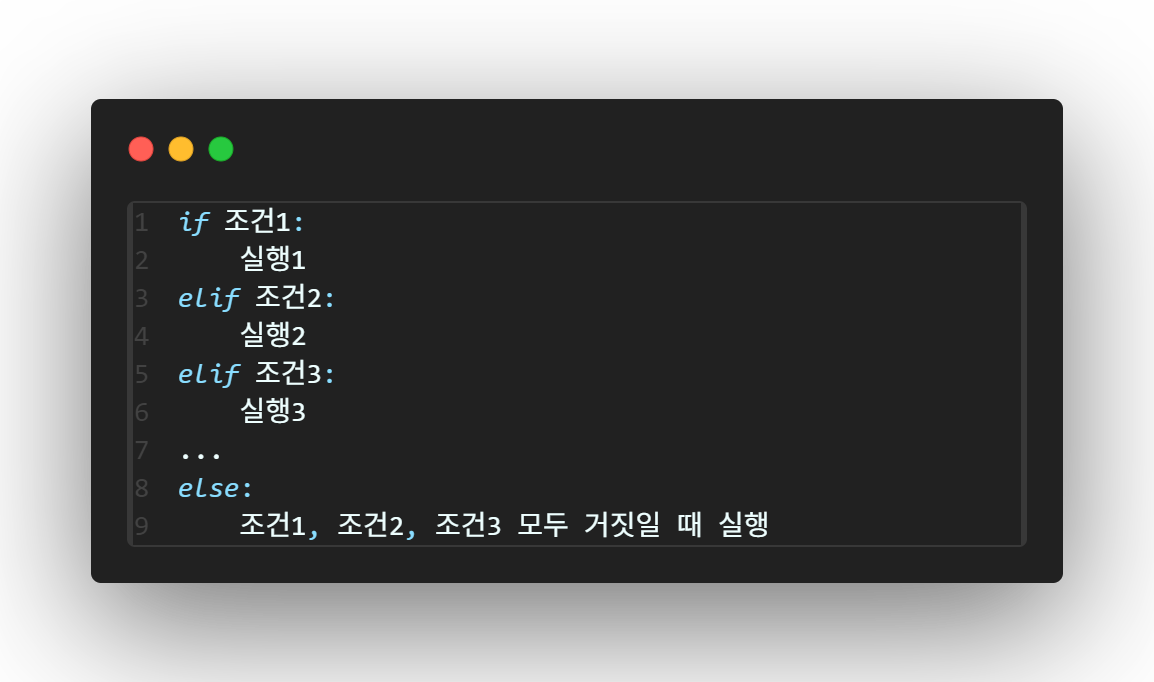 1 if 조건1:
2     실행1
3 elif 조건2:
4     실행2
5 elif 조건3:
6     실행3
7 ...
8 else:
9     조건1, 조건2, 조건3 모두 거짓일 때 실행